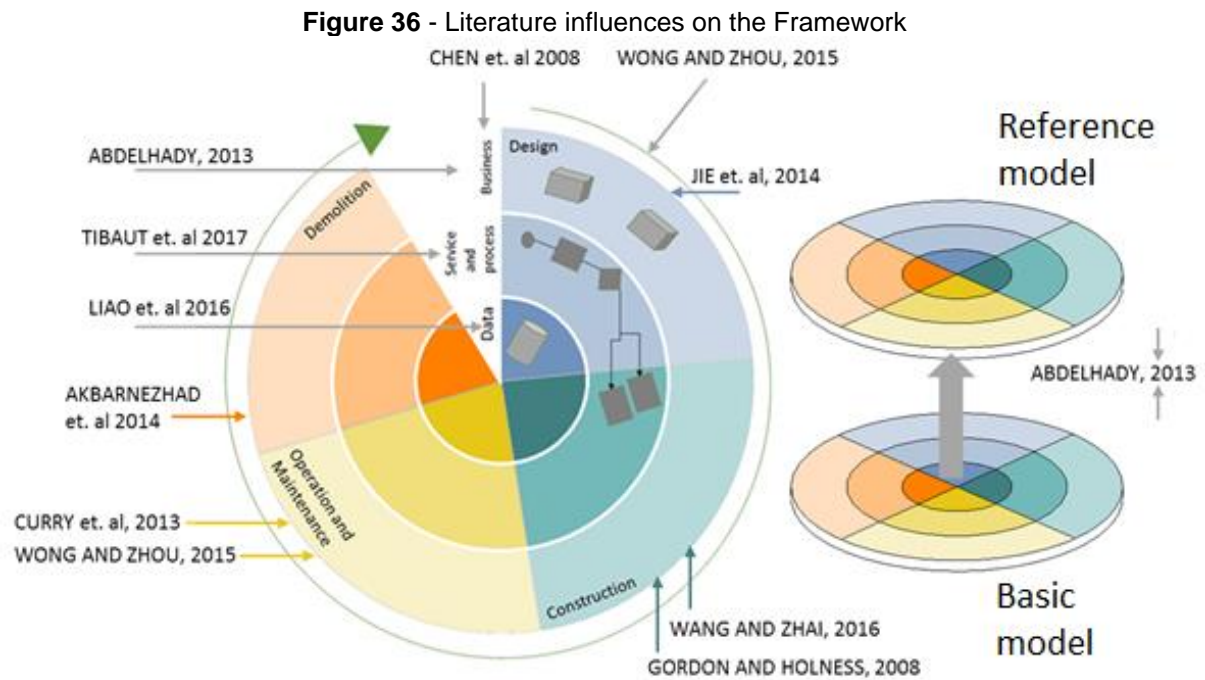 Figure 36 - Literature influences on the Framework
CHEN et. al 2008
WONG AND ZHOU, 2015
ABDELHADY, 2013
TIBAUT et. al 2017
LIAO et. al 2016
AKBARNEZHAD
et. al 2014
CURRY et. al, 2013
WONG AND ZHOU, 2015
Demolition
Business
Service
and
process
Data
Design
JIE et. al, 2014
Operation and
Maintenance
Construction
WANG AND ZHAI, 2016
GORDON AND HOLNESS, 2008
Reference
model
ABDELHADY, 2013
Basic
model